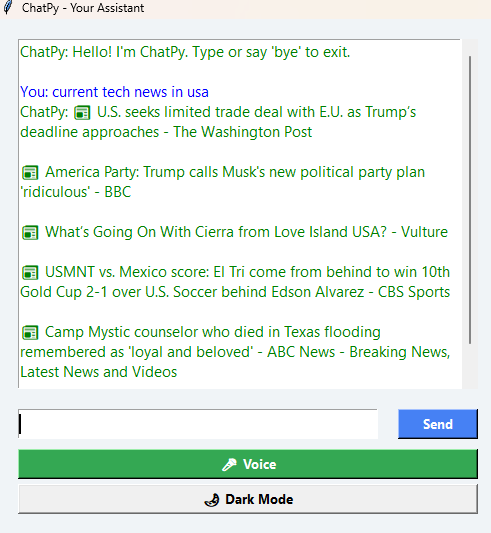 ChatPy - Your Assistant
ChatPy: Hello! I'm ChatPy. Type or say 'bye' to exit.
You: current tech news in usa
ChatPy: 📰 U.S. seeks limited trade deal with E.U. as Trump’s
deadline approaches - The Washington Post
📰 America Party: Trump calls Musk's new political party plan
'ridiculous' - BBC
📰 What’s Going On With Cierra from Love Island USA? - Vulture
📰 USMNT vs. Mexico score: El Tri come from behind to win 10th
Gold Cup 2-1 over U.S. Soccer behind Edson Alvarez - CBS Sports
📰 Camp Mystic counselor who died in Texas flooding
remembered as 'loyal and beloved' - ABC News - Breaking News,
Latest News and Videos
Send
🎤 Voice
🌙 Dark Mode